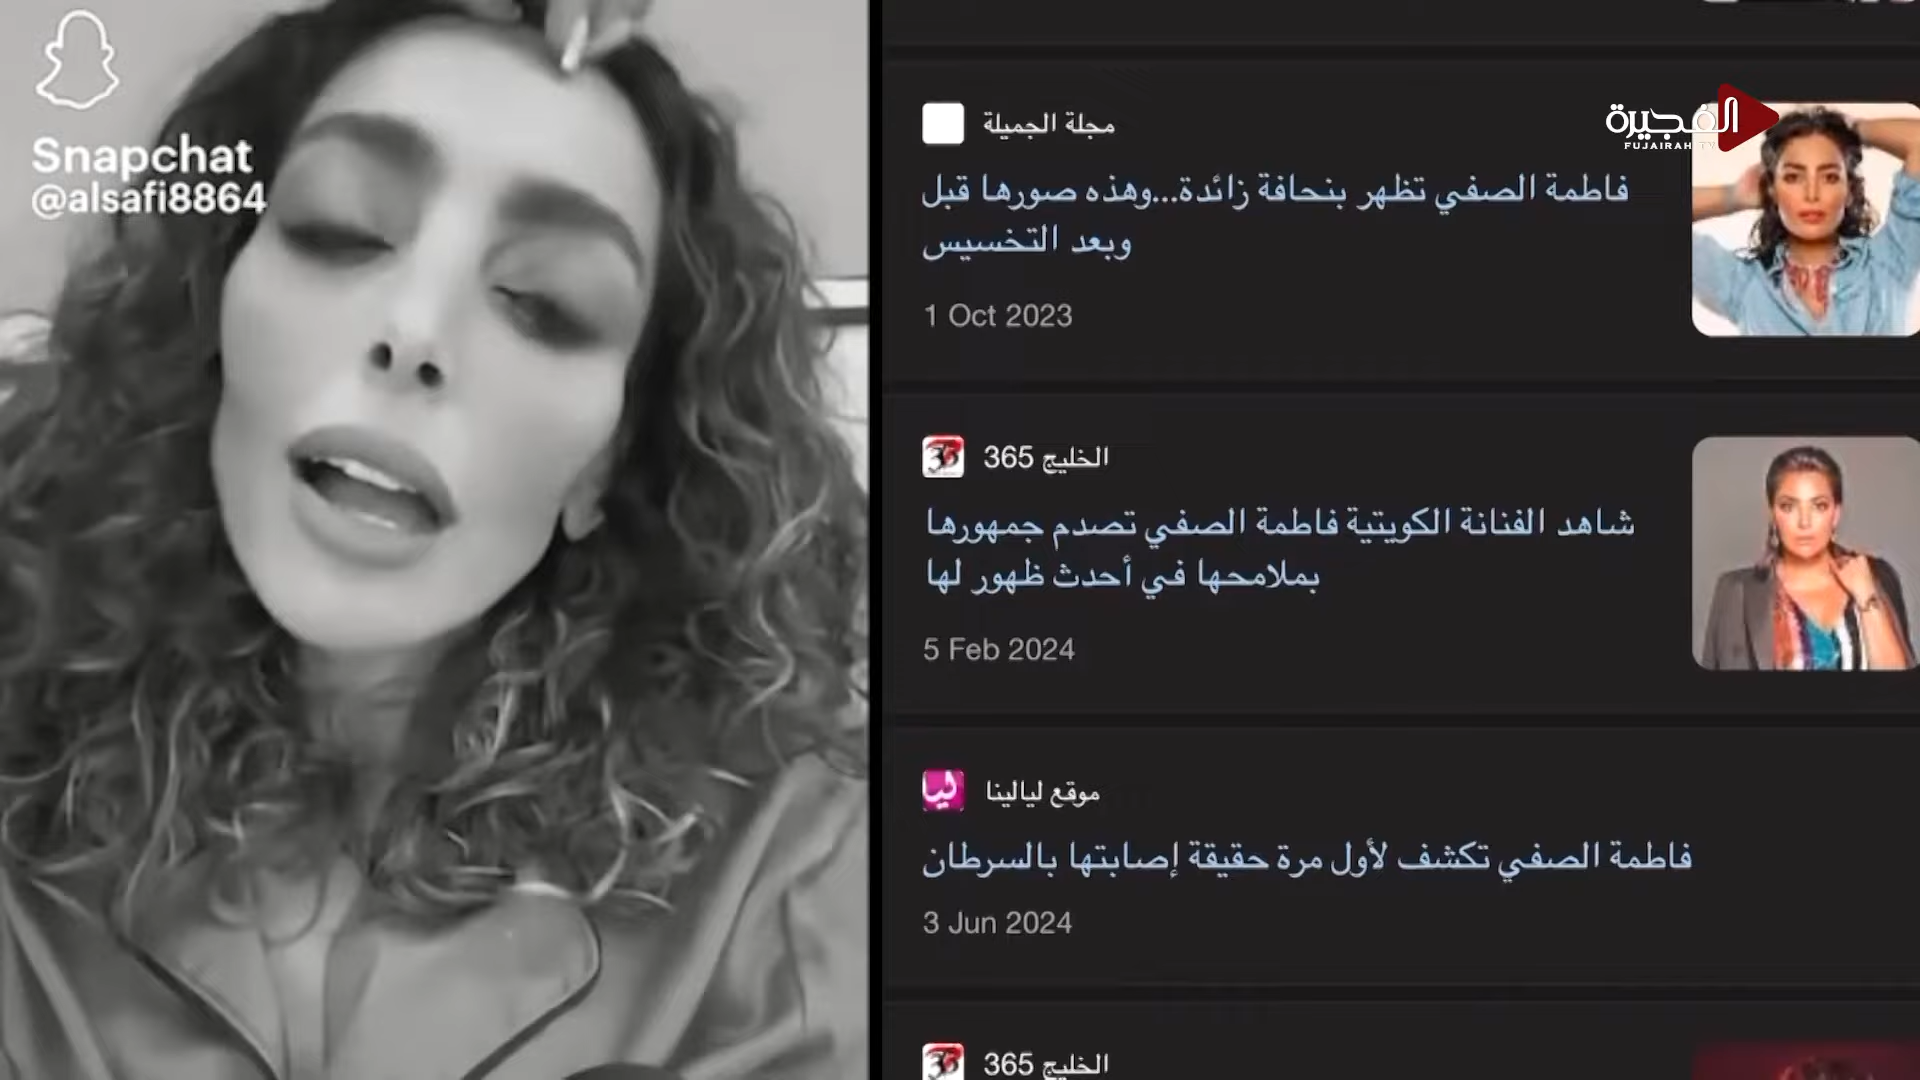 Snapchat
@alsafi8864
الفجيرة
FUJAIRAH TV
مجلة الجميلة
فاطمة الصفي تظهر بنحافة زائدة...وهذه صورها قبل
وبعد التخسيس
1 Oct 2023
الخليج 365
شاهد الفنانة الكويتية فاطمة الصفي تصدم جمهورها
بملامحها في أحدث ظهور لها
5 Feb 2024
ليا
موقع ليالينا
فاطمة الصفي تكشف لأول مرة حقيقة إصابتها بالسرطان
3 Jun 2024
الخليج 365